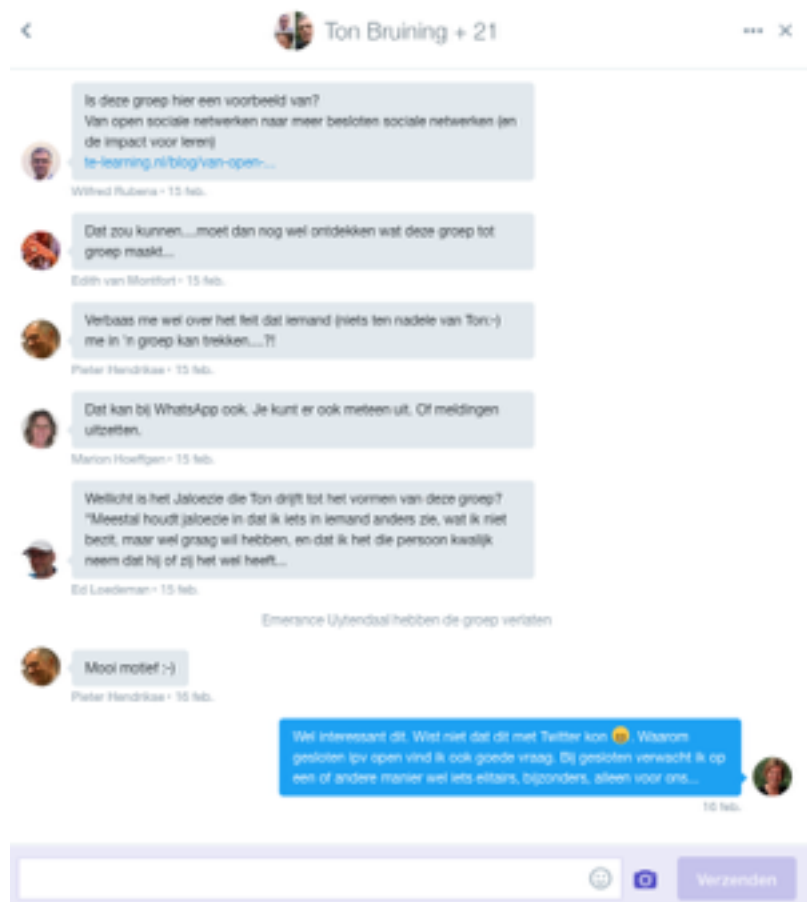 Ton Bruining + 21
Is deze groep hier een voorbeeld van?
Van open sociale netwerken naar meer besloten sociale netwerken (en
de impact voor leren)
te-learning.nl/blog/van-open-...
Wilfred Rubens • 15 feb.
Dat zou kunnen....moet dan nog wel ontdekken wat deze groep tot
groep maakt...
Edith van Montfort • 15 feb.
Verbaas me wel over het feit dat iemand (niets ten nadele van Ton:-)
me in 'n groep kan trekken....?!
Pieter Hendrikse • 15 feb.
Dat kan bij WhatsApp ook. Je kunt er ook meteen uit. Of meldingen
uitzetten.
Marion Hoeffgen • 15 feb.
Wellicht is het Jaloezie die Ton drijft tot het vormen van deze groep?
"Meestal houdt jaloezie in dat ik iets in iemand anders zie, wat ik niet
bezit, maar wel graag wil hebben, en dat ik het die persoon kwalijk
neem dat hij of zij het wel heeft...
Ed Loedeman • 15 feb.
Emerance Uytendaal hebben de groep verlaten
Mooi motief :-)
Pieter Hendrikse • 16 feb.
Wel interessant dit. Wist niet dat dit met Twitter kon 😄. Waarom
gesloten ipv open vind ik ook goede vraag. Bij gesloten verwacht ik op
een of andere manier wel iets elitairs, bijzonders, alleen voor ons...
16 feb.
Verzenden